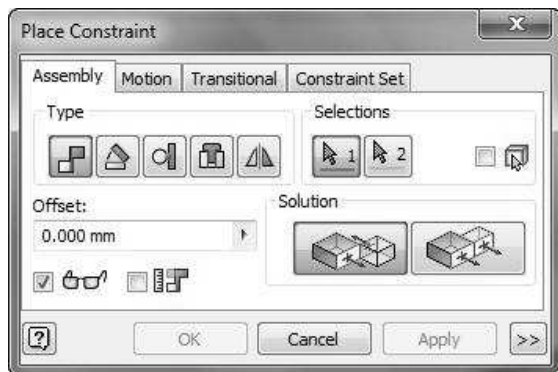 Place Constraint
Assembly Motion Transitional Constraint Set
Type
Selections
1 2
Offset:
0.000 mm
Solution
OK Cancel Apply >>